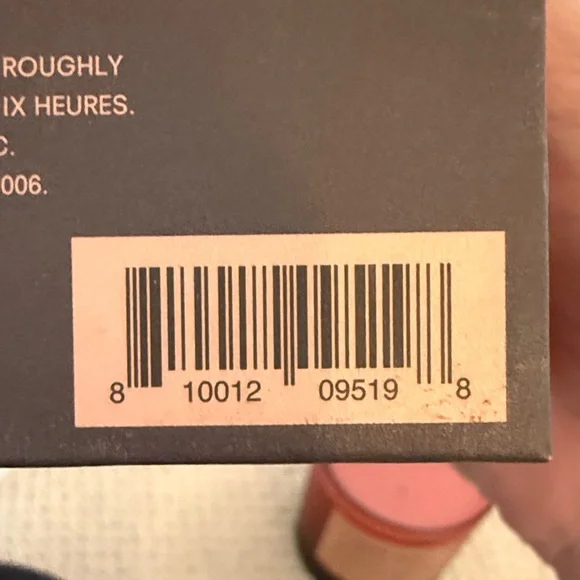 ROUGHLY
IX HEURES.
C.
006.
8 10012 09519 8